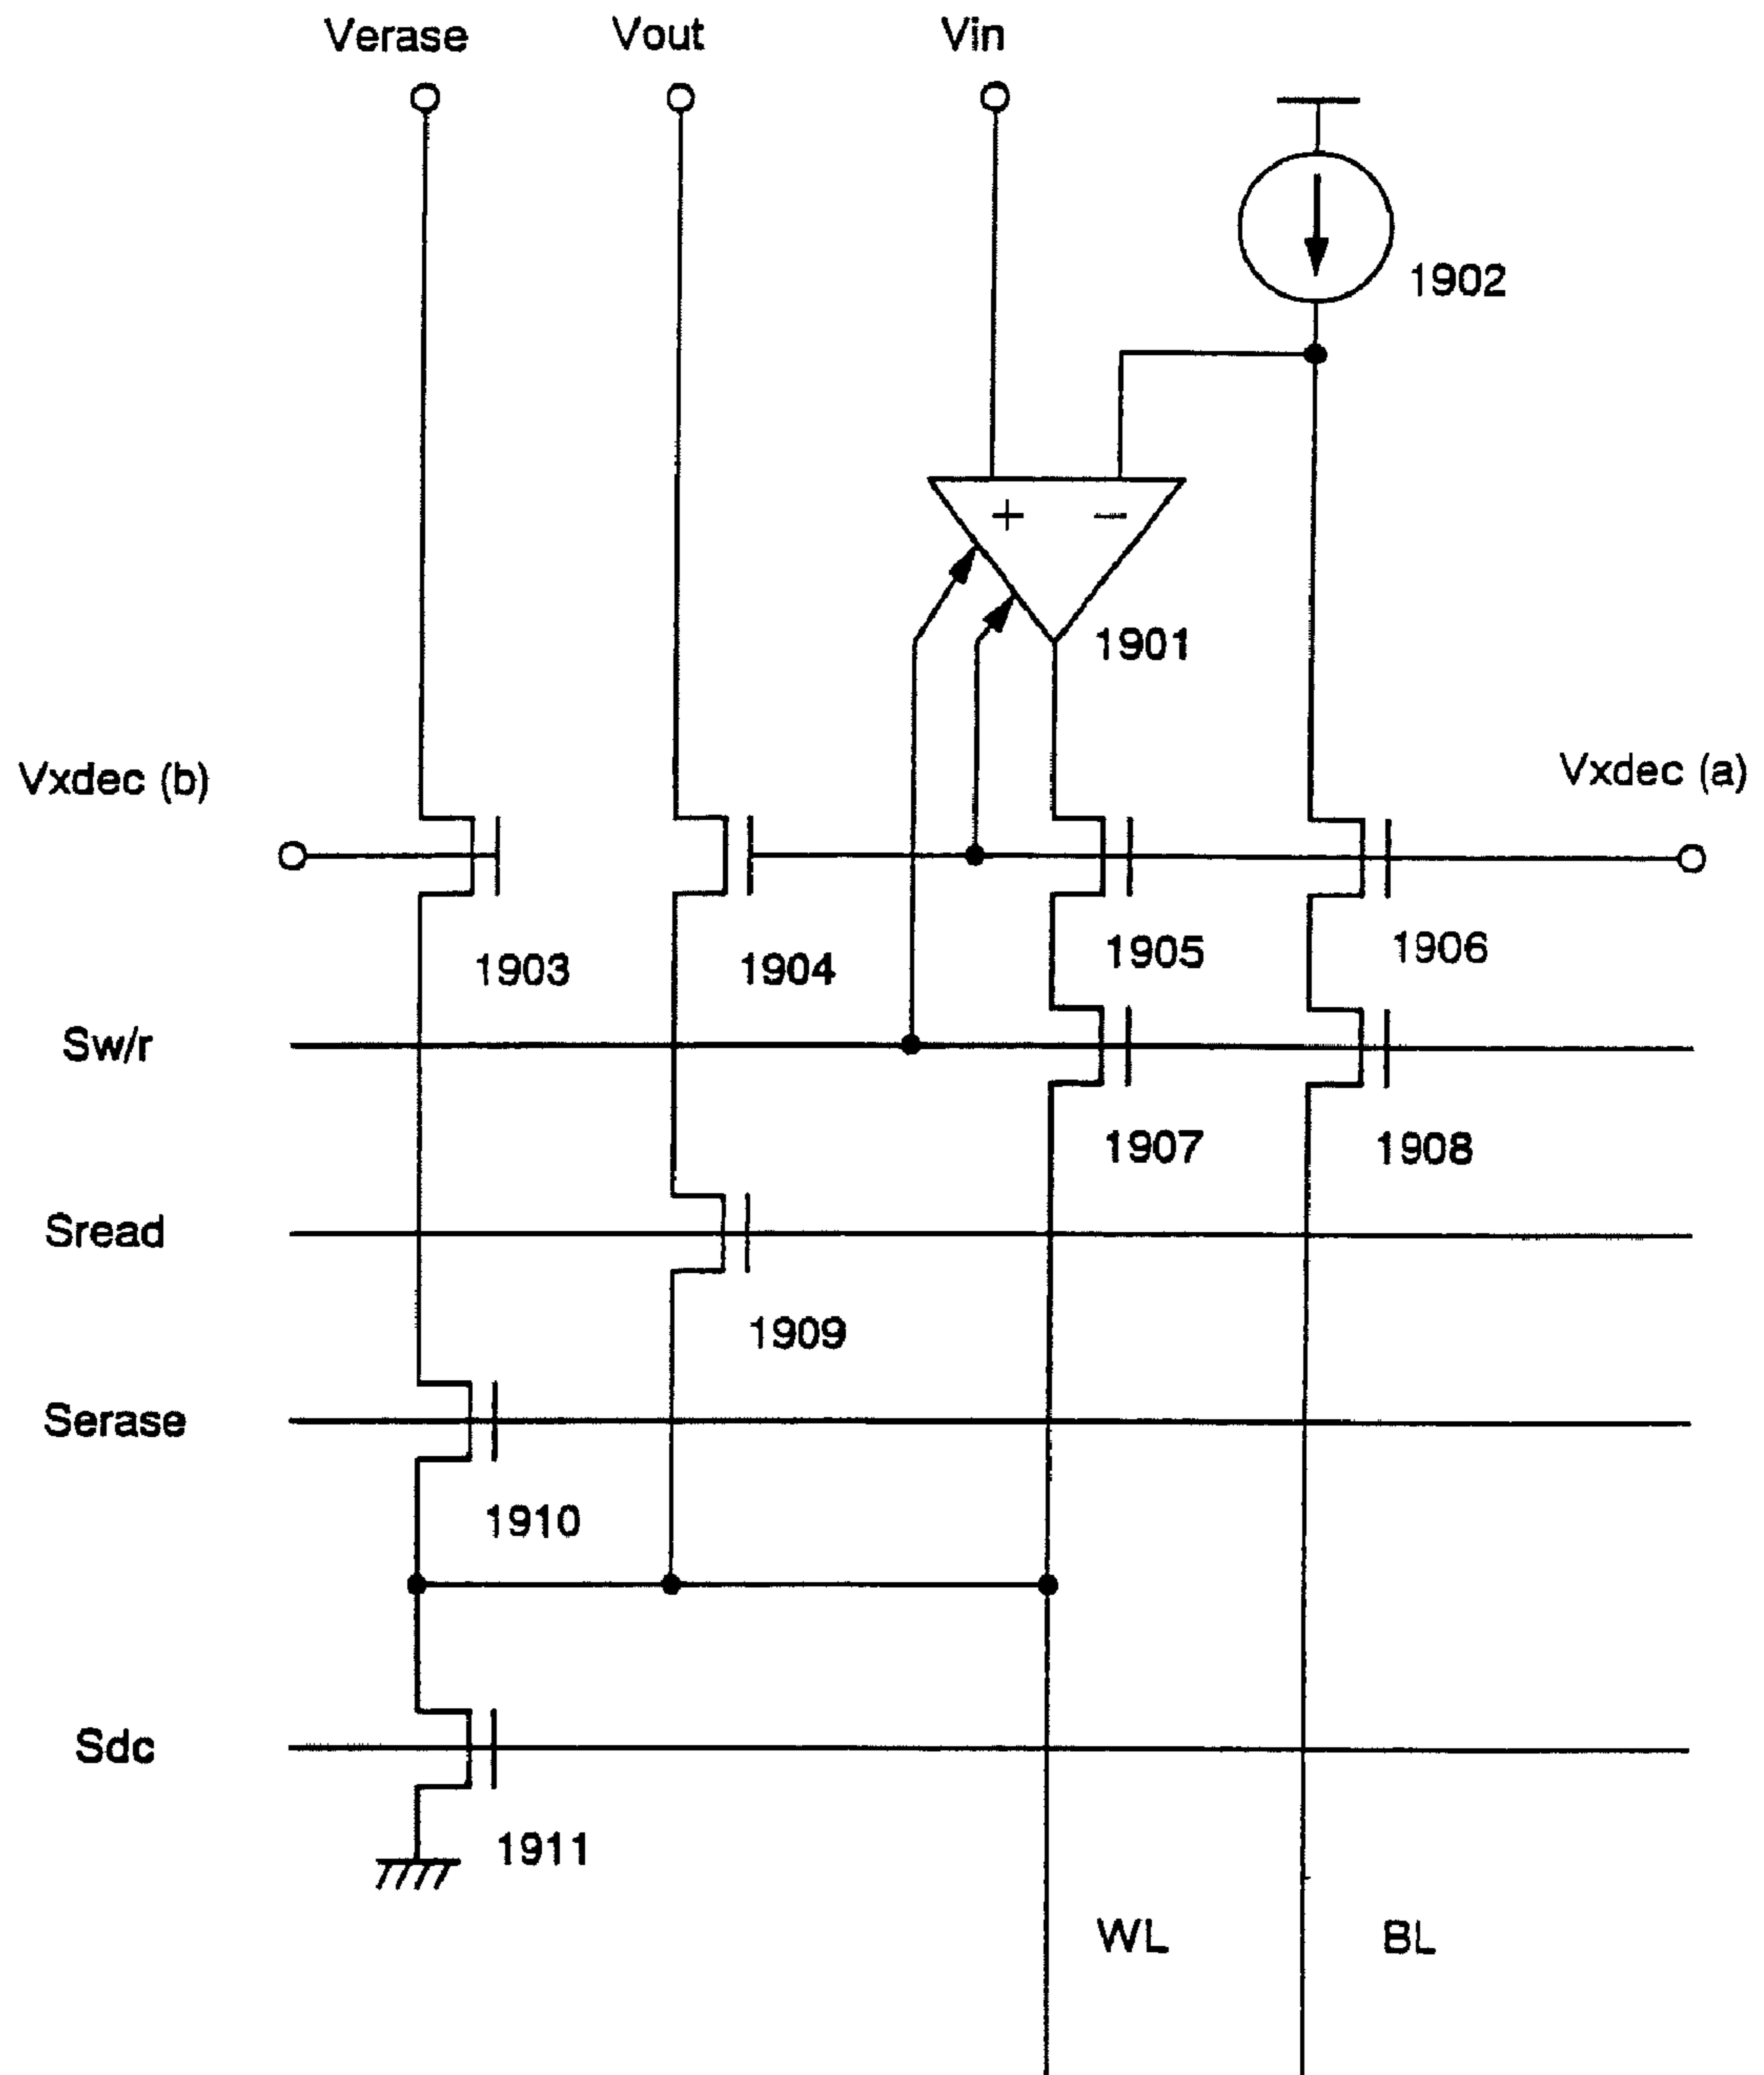 Verase Vout Vin
1902
+ −
1901
Vxdec (b) Vxdec (a)
1903 1904 1905 1906
Sw/r
1907 1908
Sread
1909
Serase
1910
Sdc
1911
WL BL